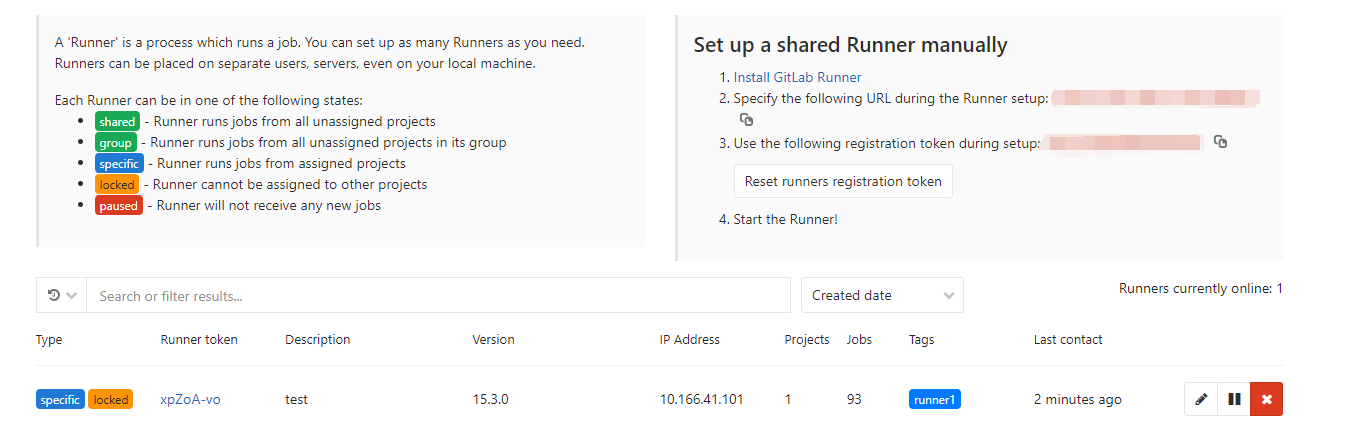 A 'Runner' is a process which runs a job. You can set up as many Runners as you need.
Runners can be placed on separate users, servers, even on your local machine.
Each Runner can be in one of the following states:
shared - Runner runs jobs from all unassigned projects
group - Runner runs jobs from all unassigned projects in its group
specific - Runner runs jobs from assigned projects
locked - Runner cannot be assigned to other projects
paused - Runner will not receive any new jobs
Set up a shared Runner manually
1. Install GitLab Runner
2. Specify the following URL during the Runner setup:
3. Use the following registration token during setup:
Reset runners registration token
4. Start the Runner!
Search or filter results...
Created date
Runners currently online: 1
Type Runner token Description Version IP Address Projects Jobs Tags Last contact
specific locked xpZoA-vo test 15.3.0 10.166.41.101 1 93 runner1 2 minutes ago